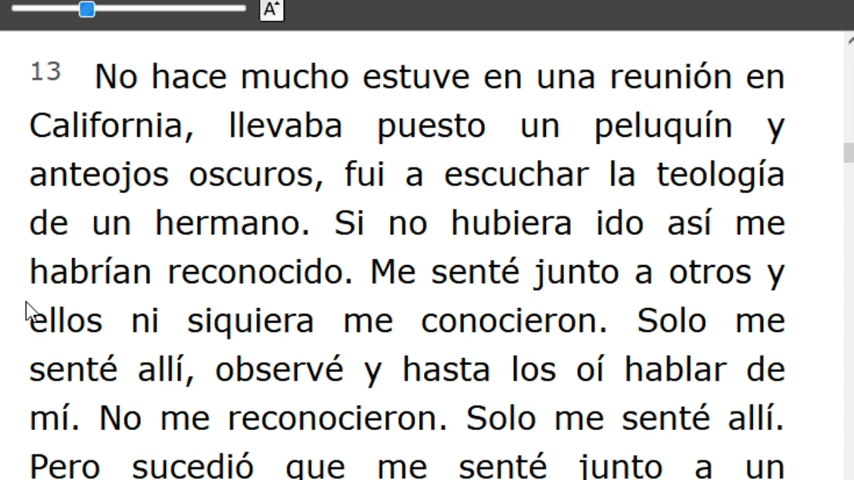 A
13 No hace mucho estuve en una reunión en
California, llevaba puesto un peluquín y
anteojos oscuros, fui a escuchar la teología
de un hermano. Si no hubiera ido así me
habrían reconocido. Me senté junto a otros y
ellos ni siquiera me conocieron. Solo me
senté allí, observé y hasta los oí hablar de
mí. No me reconocieron. Solo me senté allí.
Pero sucedió que me senté junto a un